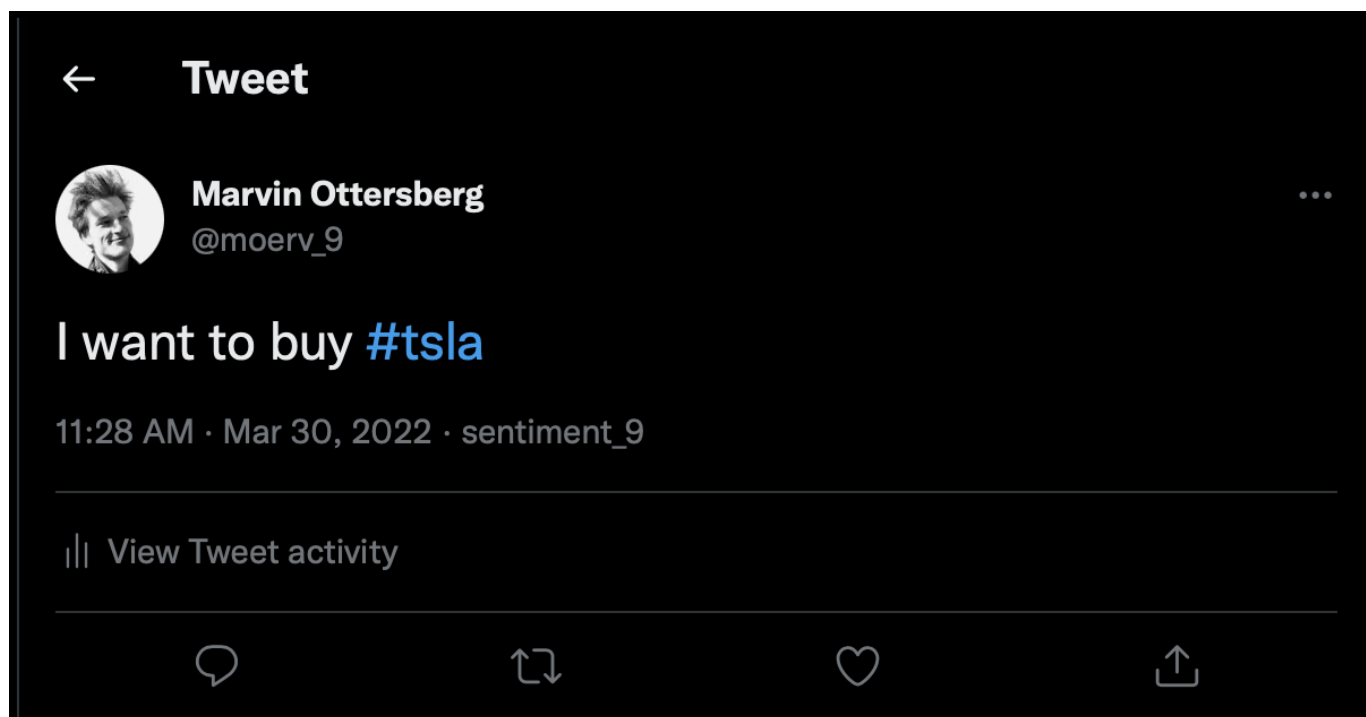 Tweet
Marvin Ottersberg
@moerv_9
I want to buy #tsla
11:28 AM · Mar 30, 2022 · sentiment_9
View Tweet activity